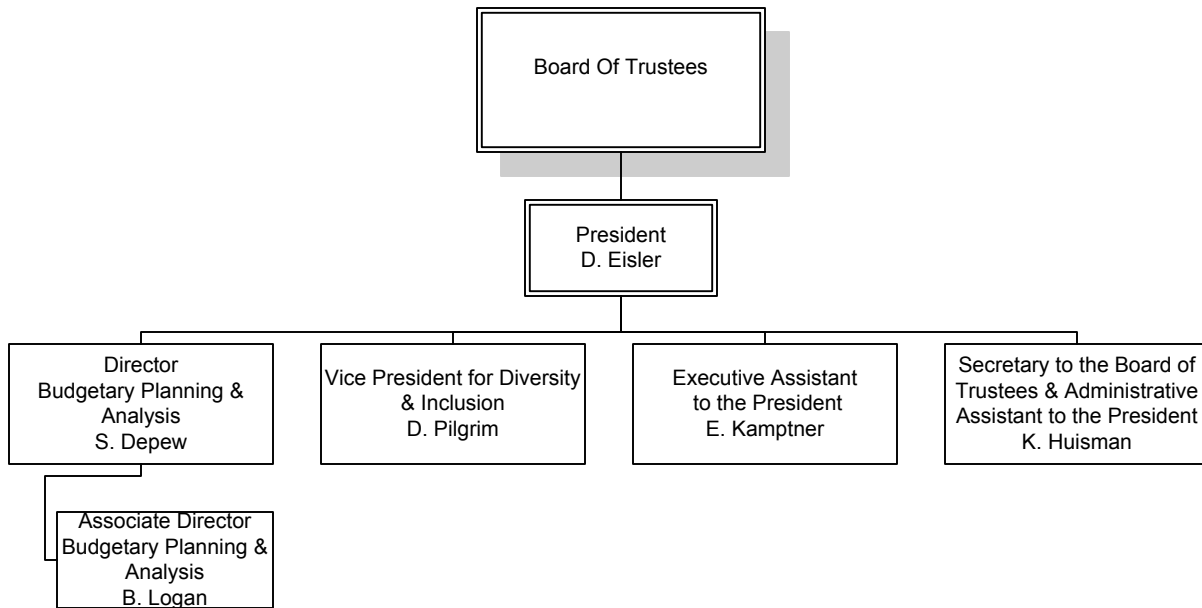 Board Of Trustees
President
D. Eisler
Director
Budgetary Planning &
Analysis
S. Depew
Vice President for Diversity
& Inclusion
D. Pilgrim
Executive Assistant
to the President
E. Kamptner
Secretary to the Board of
Trustees & Administrative
Assistant to the President
K. Huisman
Associate Director
Budgetary Planning &
Analysis
B. Logan